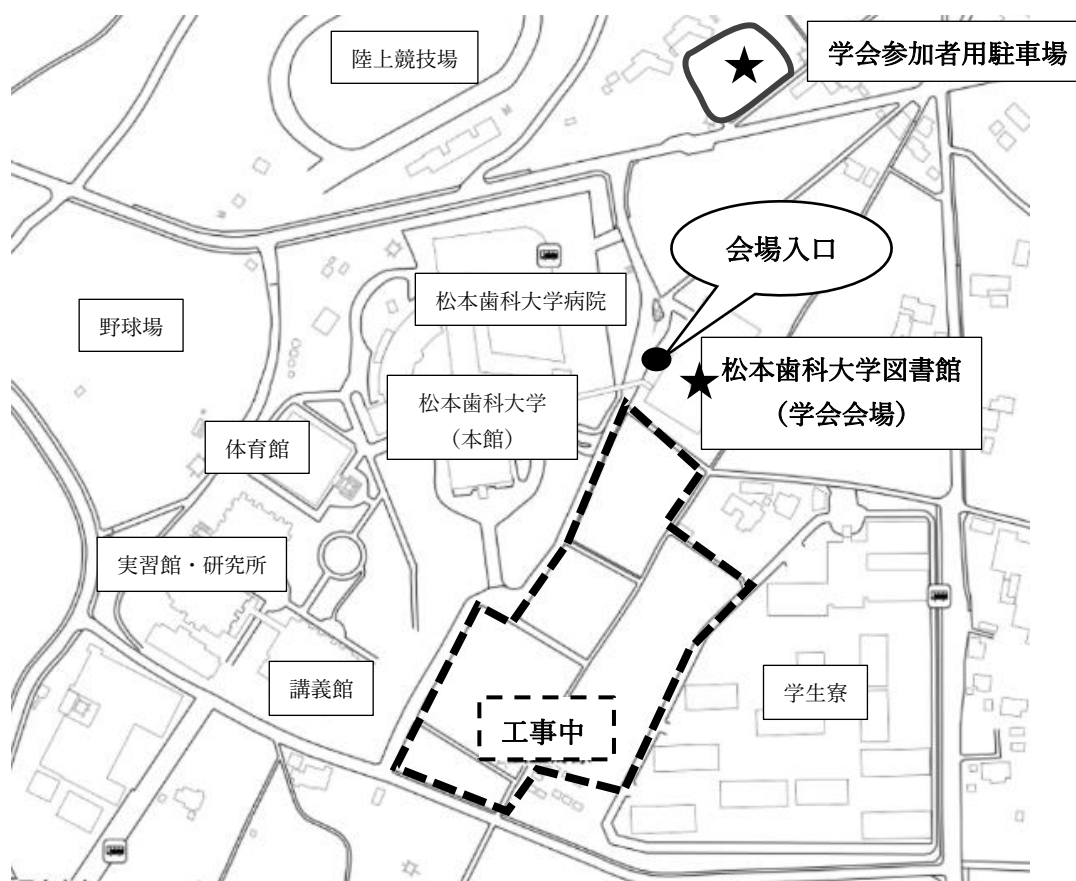 陸上競技場
学会参加者用駐車場
会場入口
松本歯科大学病院
野球場
松本歯科大学図書館
（学会会場）
松本歯科大学
（本館）
体育館
実習館・研究所
講義館
学生寮
工事中